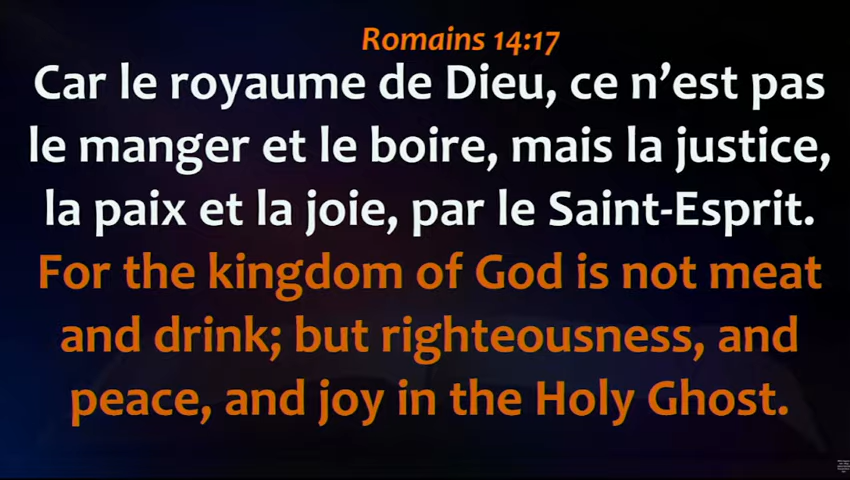 Romains 14:17
Car le royaume de Dieu, ce n’est pas
le manger et le boire, mais la justice,
la paix et la joie, par le Saint-Esprit.
For the kingdom of God is not meat
and drink; but righteousness, and
peace, and joy in the Holy Ghost.